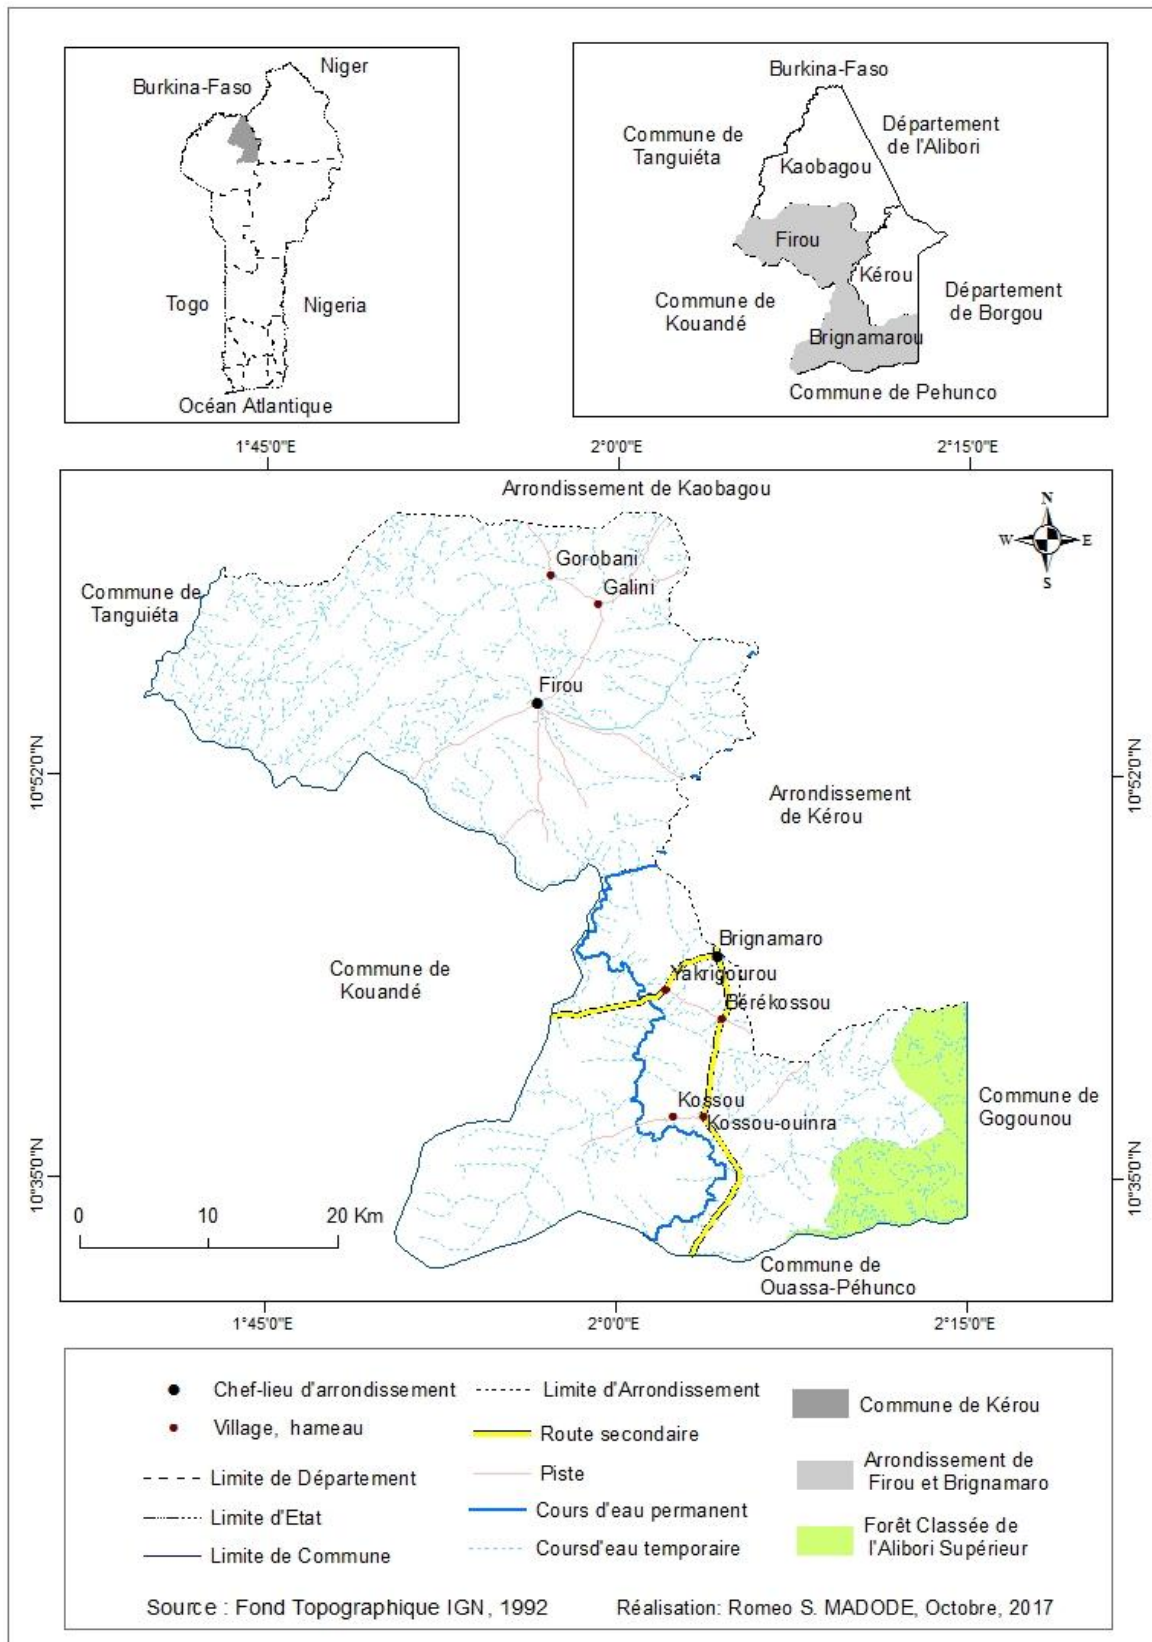 Niger
Burkina-Faso
Togo
Nigeria
Océan Atlantique
Burkina-Faso
Commune de
Tanguiéta
Département
de l'Alibori
Kaobagou
Firou
Kérou
Commune de
Kouandé
Département
de Borgou
Brignamarou
Commune de Pehunco
1°45'0"E
2°0'0"E
2°15'0"E
Arrondissement de Kaobagou
N
W
E
S
Gorobani
Galini
Commune de
Tanguiéta
Firou
10°52'0"N
10°52'0"N
Arrondissement
de Kérou
Brignamaro
Commune de
Kouandé
Yakrigourou
Bérékossou
Kossou
Kossou-ouinra
Commune de
Gogounou
10°35'0"N
10°35'0"N
0
10
20 Km
Commune de
Ouassa-Péhunco
1°45'0"E
2°0'0"E
2°15'0"E
Chef-lieu d'arrondissement
Village, hameau
Limite de Département
Limite d'Etat
Limite de Commune
Limite d'Arrondissement
Route secondaire
Piste
Cours d'eau permanent
Coursd'eau temporaire
Commune de Kérou
Arrondissement de
Firou et Brignamaro
Forêt Classée de
l'Alibori Supérieur
Source : Fond Topographique IGN, 1992
Réalisation: Romeo S. MADODE, Octobre, 2017